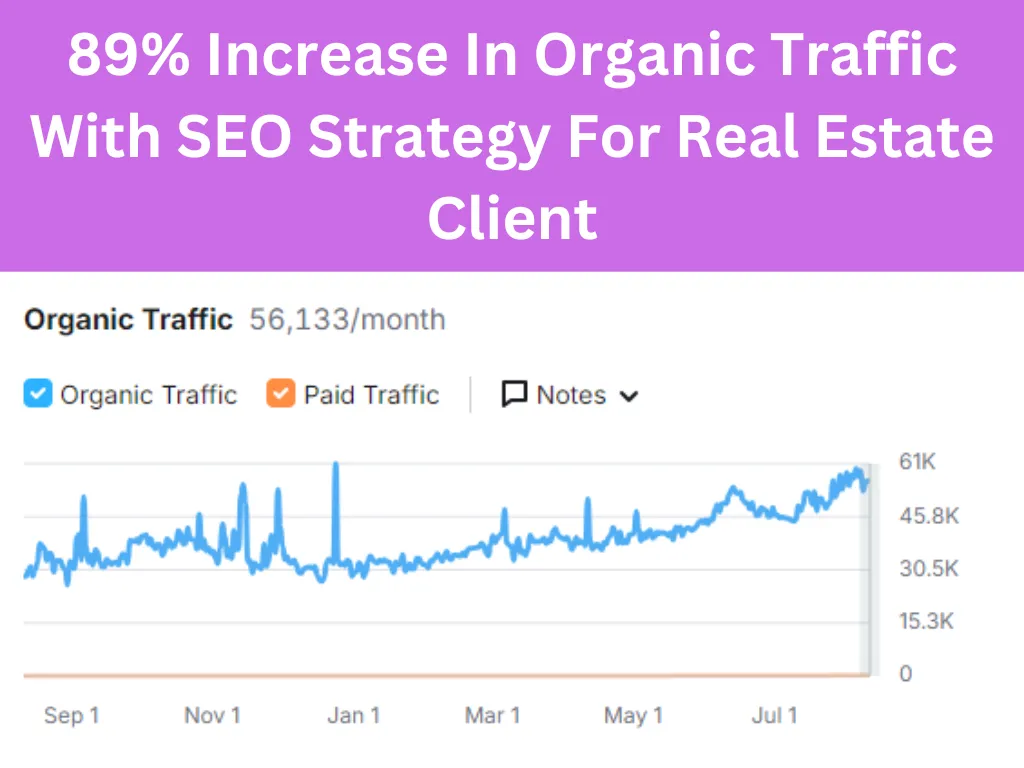 89% Increase In Organic Traffic
With SEO Strategy For Real Estate
Client
Organic Traffic 56,133/month
Organic Traffic Paid Traffic Notes
61K
45.8K
30.5K
15.3K
0
Sep 1 Nov 1 Jan 1 Mar 1 May 1 Jul 1